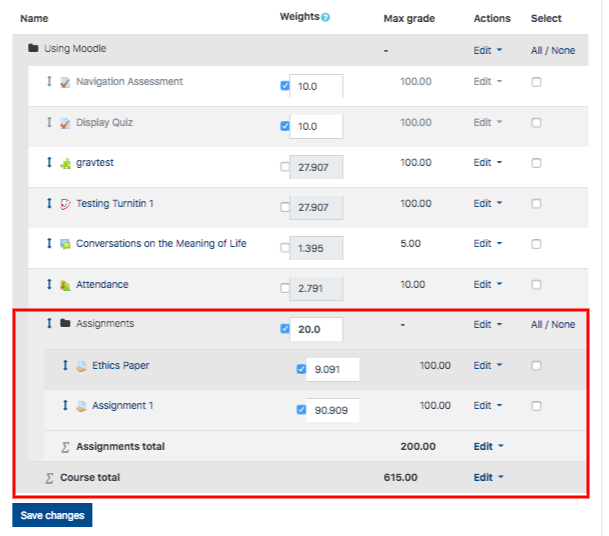 Name Weights Max grade Actions Select
Using Moodle - Edit All / None
Navigation Assessment 10.0 100.00 Edit
Display Quiz 10.0 100.00 Edit
gravtest 27.907 100.00 Edit
Testing Turnitin 1 27.907 100.00 Edit
Conversations on the Meaning of Life 1.395 5.00 Edit
Attendance 2.791 10.00 Edit
Assignments 20.0 - Edit All / None
Ethics Paper 9.091 100.00 Edit
Assignment 1 90.909 100.00 Edit
Σ Assignments total 200.00 Edit
Σ Course total 615.00 Edit
Save changes